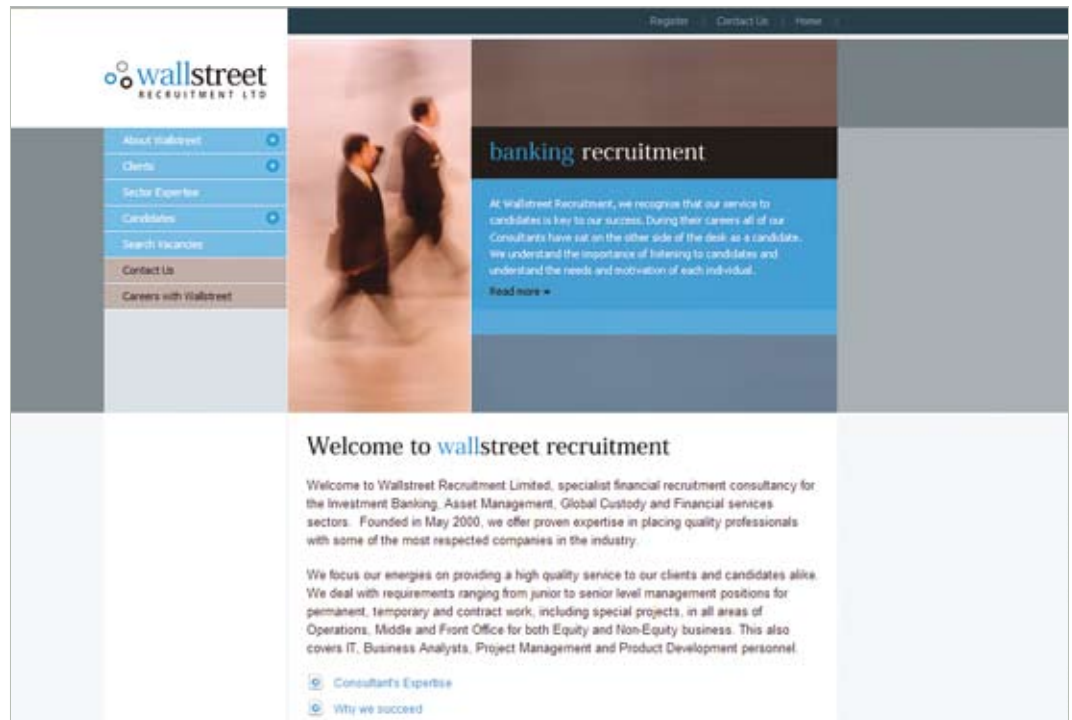 Register | Contact Us | Home |
wallstreet
RECRUITMENT LTD
About Wallstreet
Clients
Sector Expertise
Candidates
Search Vacancies
Contact Us
Careers with Wallstreet
banking recruitment
At Wallstreet Recruitment, we recognise that our service to
candidates is key to our success. During their careers all of our
Consultants have sat on the other side of the desk as a candidate.
We understand the importance of listening to candidates and
understand the needs and motivation of each individual.
Read more »
Welcome to wallstreet recruitment
Welcome to Wallstreet Recruitment Limited, specialist financial recruitment consultancy for
the Investment Banking, Asset Management, Global Custody and Financial services
sectors. Founded in May 2000, we offer proven expertise in placing quality professionals
with some of the most respected companies in the industry.
We focus our energies on providing a high quality service to our clients and candidates alike.
We deal with requirements ranging from junior to senior level management positions for
permanent, temporary and contract work, including special projects, in all areas of
Operations, Middle and Front Office for both Equity and Non-Equity business. This also
covers IT, Business Analysts, Project Management and Product Development personnel.
Consultant's Expertise
Why we succeed